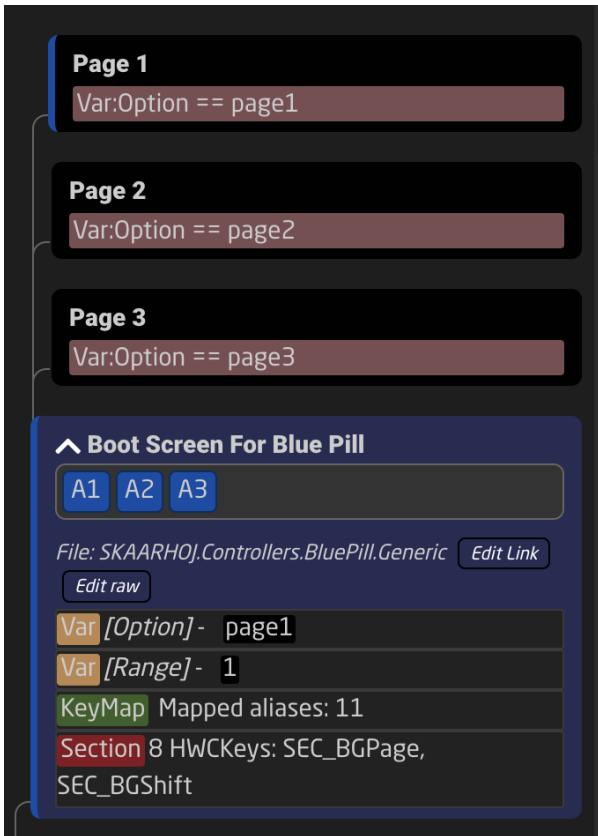 Page 1
Var:Option == page1
Page 2
Var:Option == page2
Page 3
Var:Option == page3
Boot Screen For Blue Pill
A1 A2 A3
File: SKAARHOJ.Controllers.BluePill.Generic Edit Link
Edit raw
Var [Option] - page1
Var [Range] - 1
KeyMap Mapped aliases: 11
Section 8 HWCKeys: SEC_BGPage,
SEC_BGShift